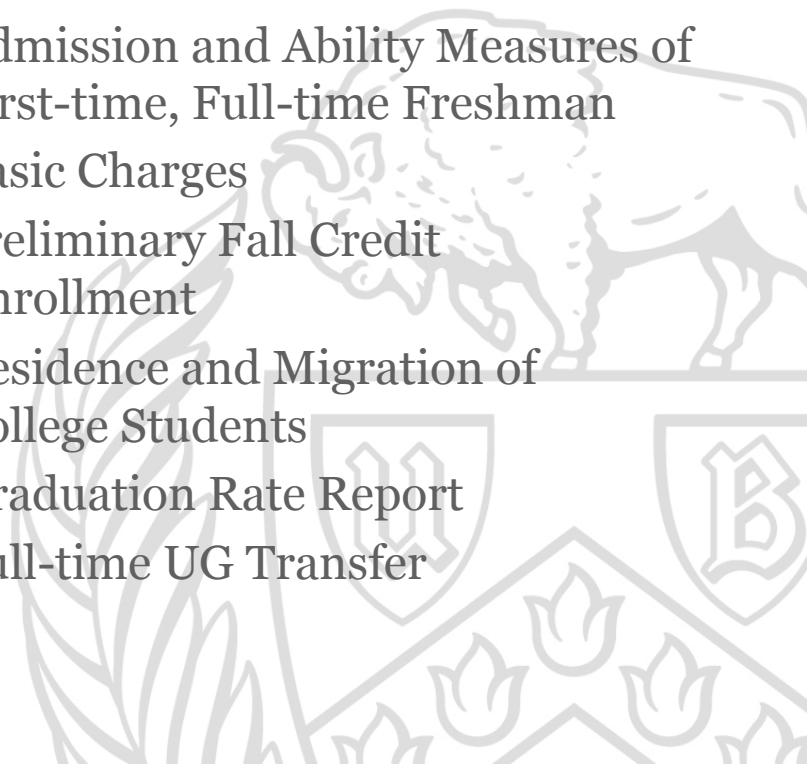 dmission and Ability Measures of
rst-time, Full-time Freshman
asic Charges
reliminary Fall Credit
nrollment
esidence and Migration of
ollege Students
raduation Rate Report
ull-time UG Transfer
U B